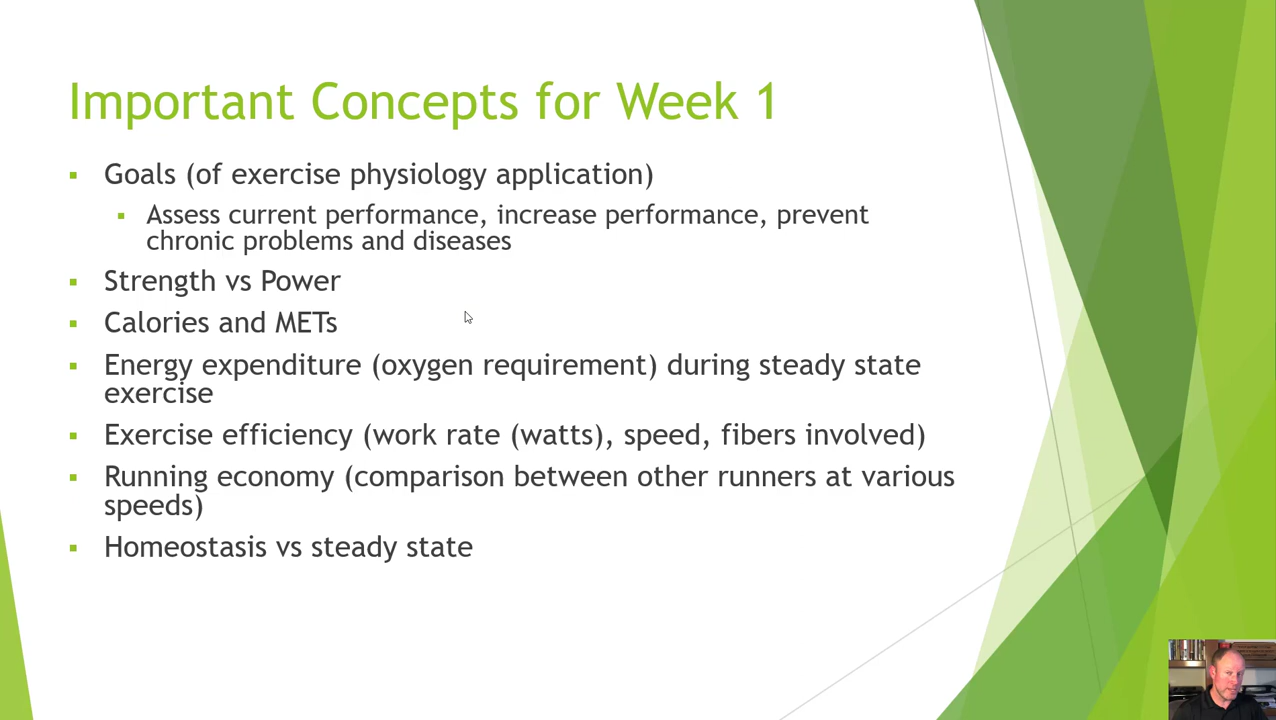 Important Concepts for Week 1
Goals (of exercise physiology application)
Assess current performance, increase performance, prevent
chronic problems and diseases
Strength vs Power
Calories and METs
Energy expenditure (oxygen requirement) during steady state
exercise
Exercise efficiency (work rate (watts), speed, fibers involved)
Running economy (comparison between other runners at various
speeds)
Homeostasis vs steady state